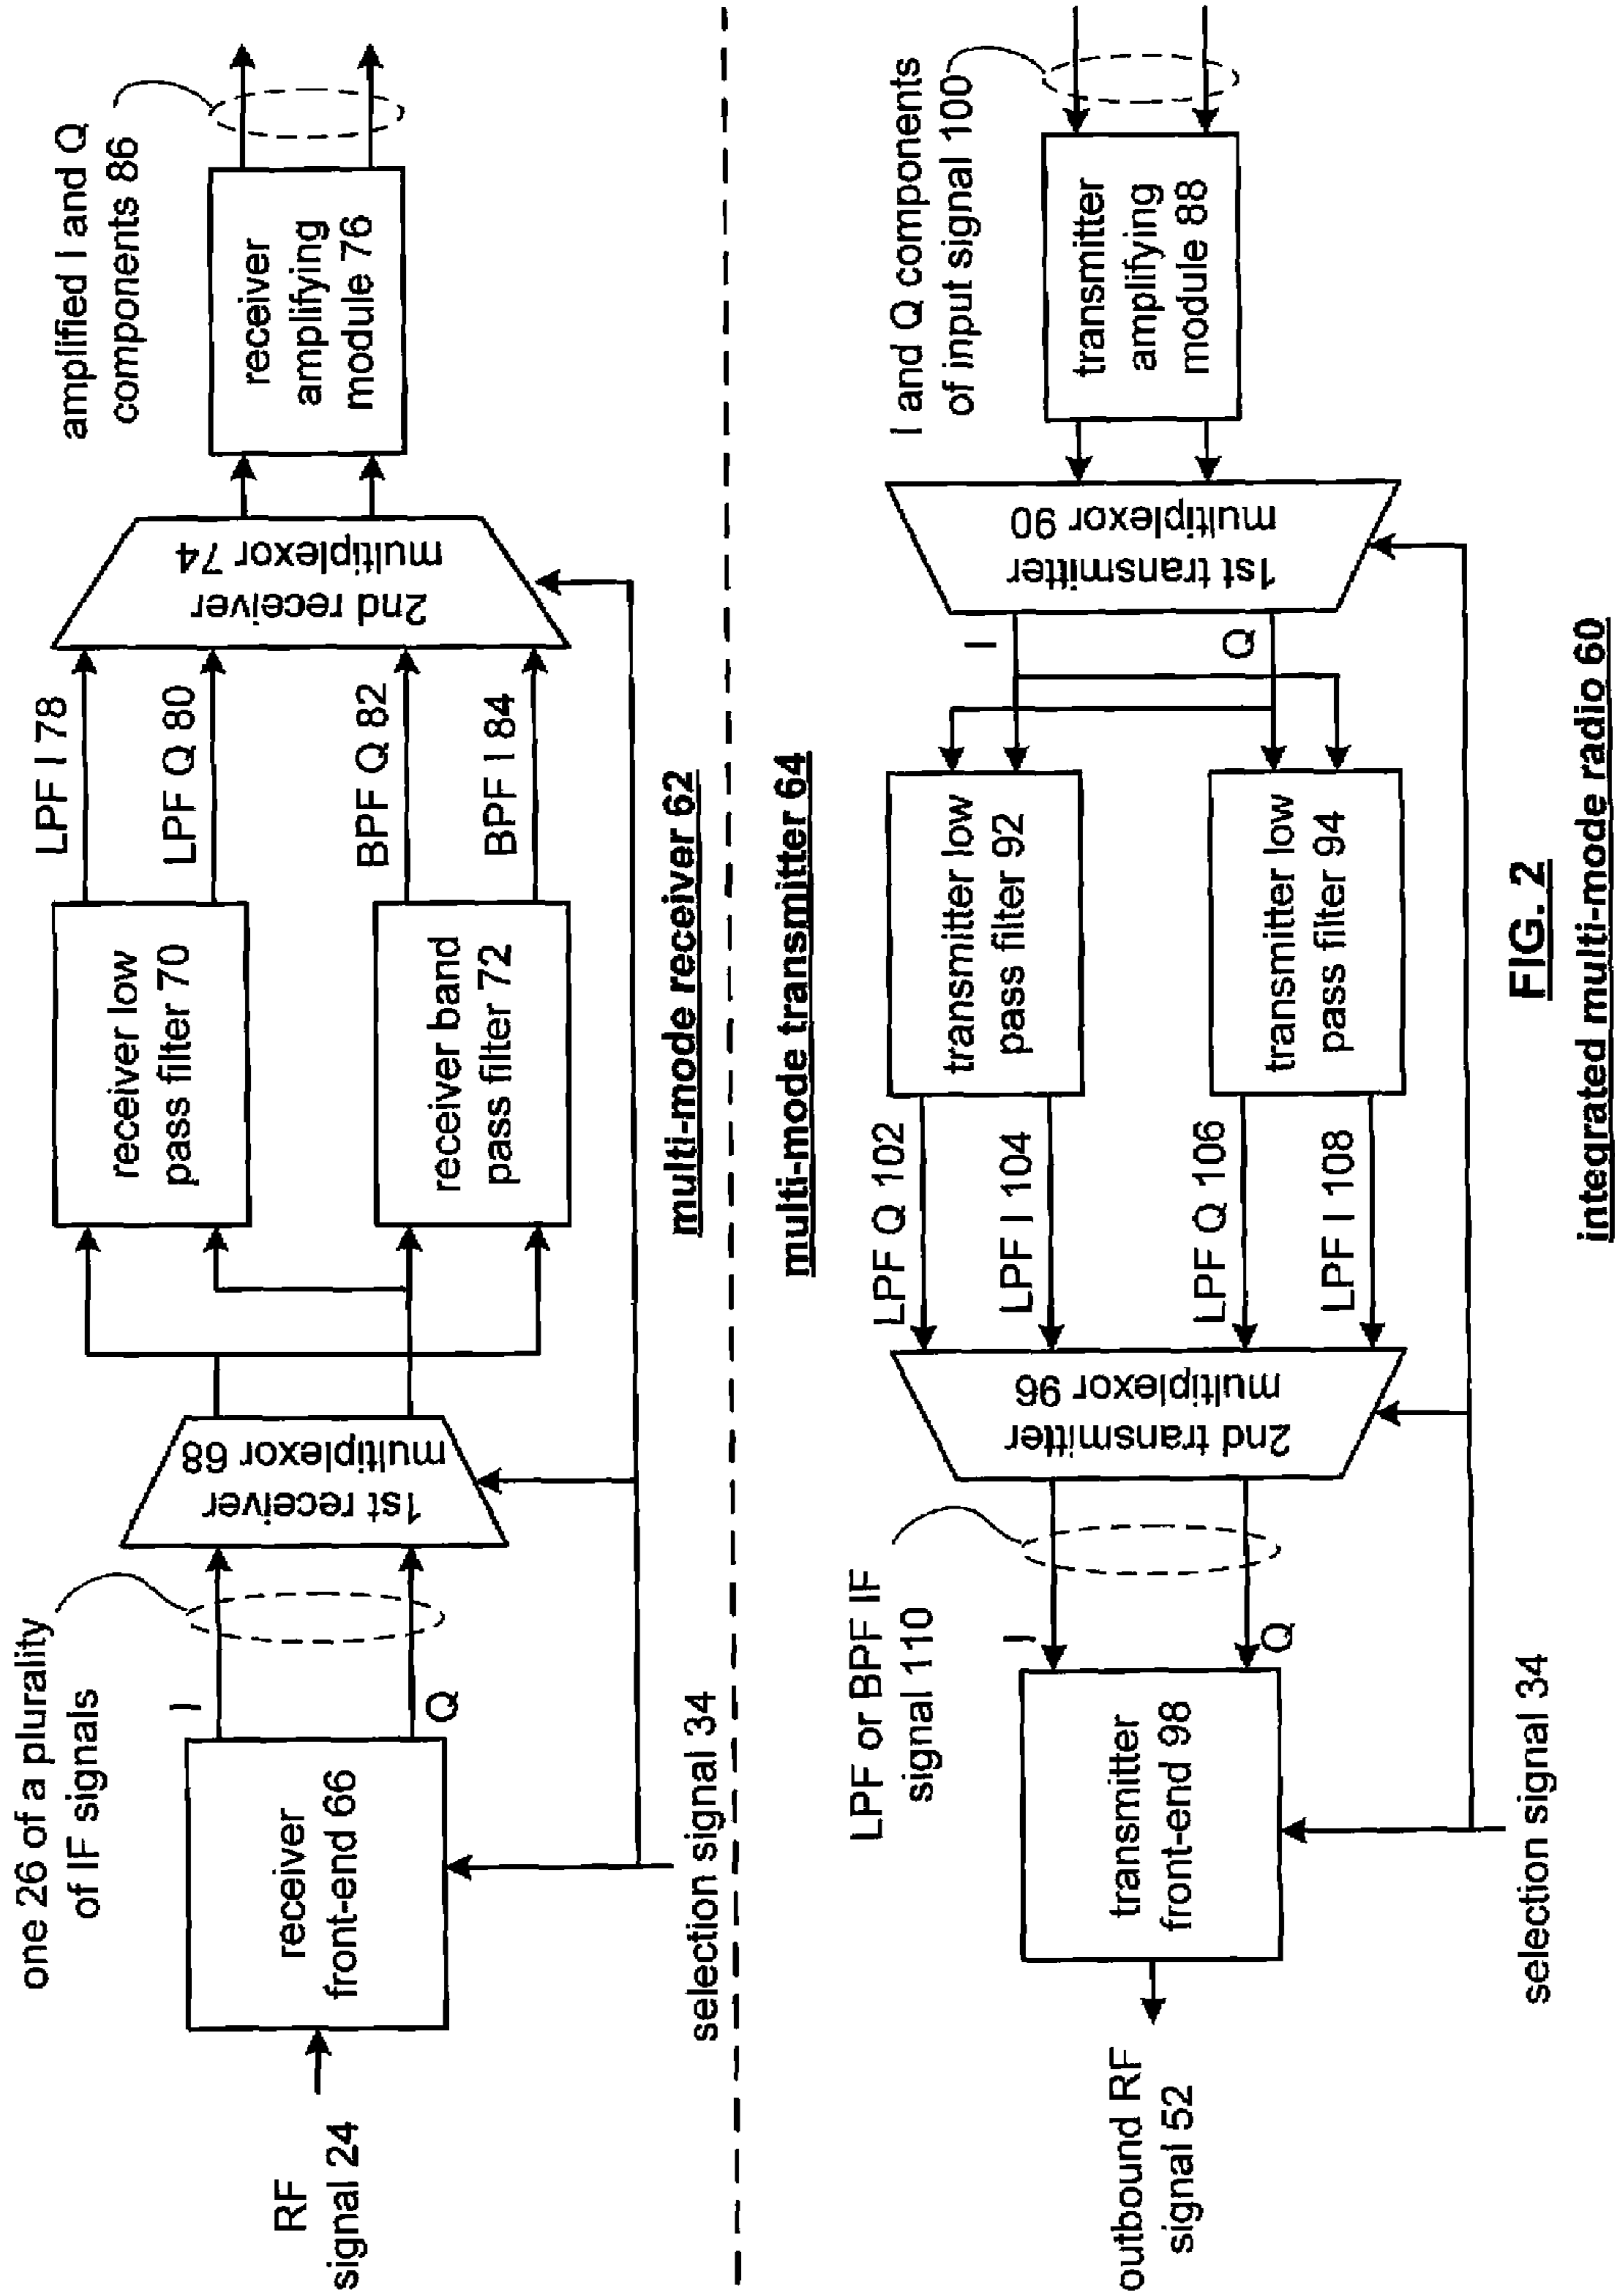 one 26 of a plurality
of IF signals
RF
signal 24
receiver
front-end 66
I
Q
1st receiver
multiplexor 68
receiver low
pass filter 70
receiver band
pass filter 72
LPF I 78
LPF Q 80
BPF Q 82
BPF I 84
2nd receiver
multiplexor 74
receiver
amplifying
module 76
amplified I and Q
components 86
selection signal 34
multi-mode receiver 62
multi-mode transmitter 64
outbound RF
signal 52
transmitter
front-end 98
LPF or BPF IF
signal 110
I
Q
2nd transmitter
multiplexor 96
LPF Q 102
LPF I 104
LPF Q 106
LPF I 108
transmitter low
pass filter 92
transmitter low
pass filter 94
I
Q
1st transmitter
multiplexor 90
transmitter
amplifying
module 88
I and Q components
of input signal 100
selection signal 34
FIG. 2
integrated multi-mode radio 60